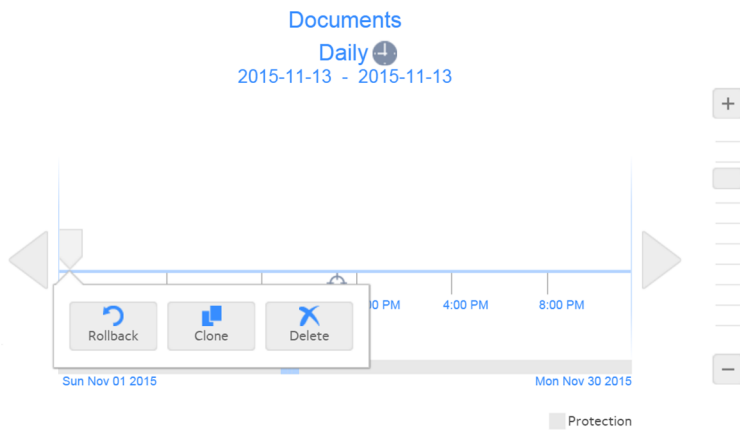 Documents
Daily
2015-11-13 - 2015-11-13
4:00 PM
8:00 PM
Rollback
Clone
Delete
Sun Nov 01 2015
Mon Nov 30 2015
Protection